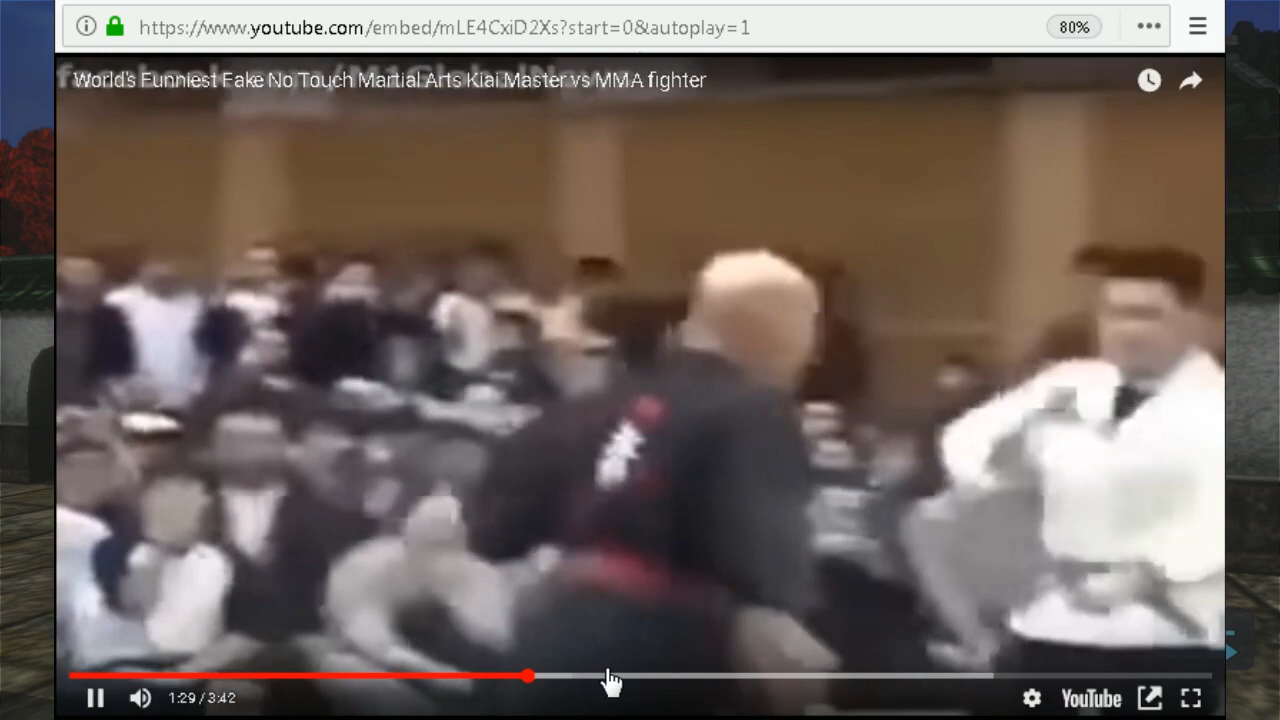 https://www.youtube.com/embed/mLE4CxiD2Xs?start=0&autoplay=1
80%
World's Funniest Fake No Touch Martial Arts Kiai Master vs MMA fighter
1:29 / 3:42
YouTube